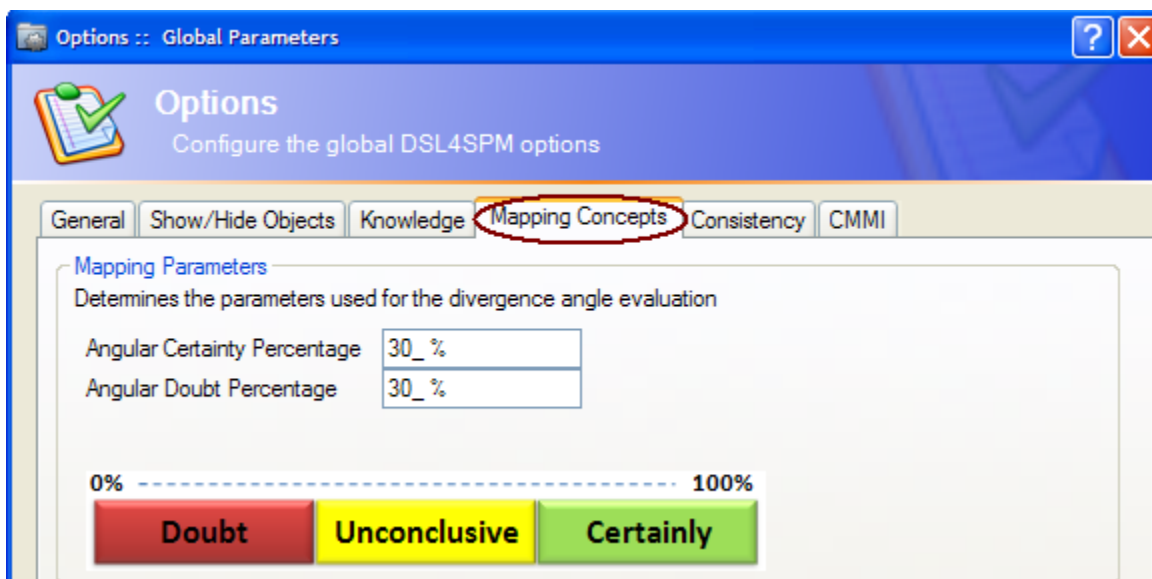 Options :: Global Parameters
Options
Configure the global DSL4SPM options
General Show/Hide Objects Knowledge Mapping Concepts Consistency CMMI
Mapping Parameters
Determines the parameters used for the divergence angle evaluation
Angular Certainty Percentage 30_ %
Angular Doubt Percentage 30_ %
0% 100%
Doubt Unconclusive Certainly